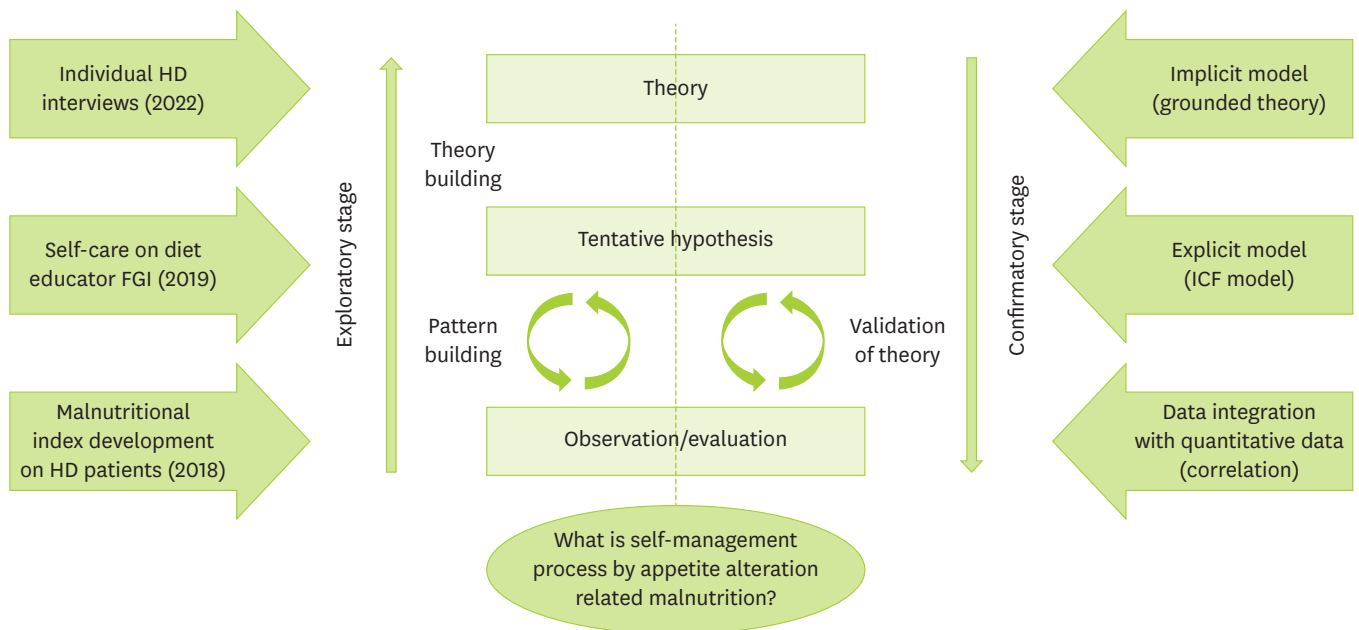 Individual HD
interviews (2022)
Self-care on diet
educator FGI (2019)
Malnutritional
index development
on HD patients (2018)
Exploratory stage
Theory
building
Pattern
building
Theory
Tentative hypothesis
Observation/evaluation
What is self-management
process by appetite alteration
related malnutrition?
Validation
of theory
Confirmatory stage
Implicit model
(grounded theory)
Explicit model
(ICF model)
Data integration
with quantitative data
(correlation)